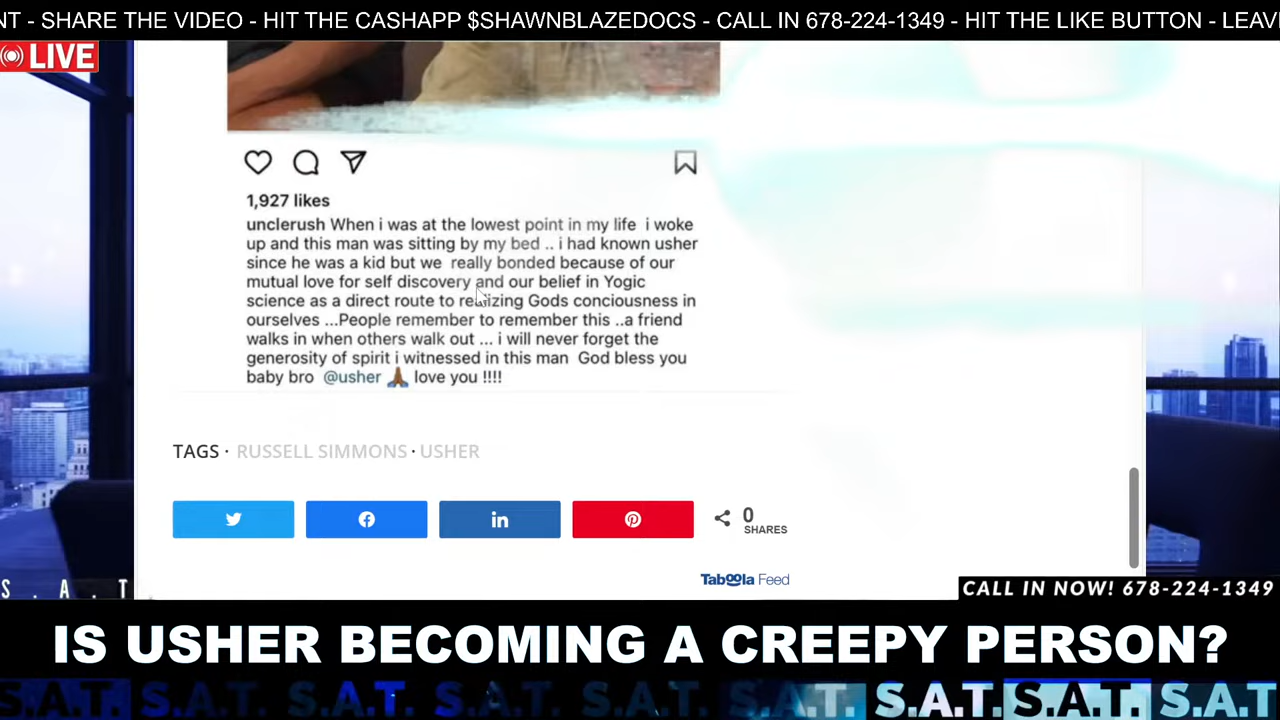 NT - SHARE THE VIDEO - HIT THE CASHAPP $SHAWNBLAZEDOCS - CALL IN 678-224-1349 - HIT THE LIKE BUTTON - LEAV
LIVE
1,927 likes
unclerush When i was at the lowest point in my life i woke
up and this man was sitting by my bed .. i had known usher
since he was a kid but we really bonded because of our
mutual love for self discovery and our belief in Yogic
science as a direct route to realizing Gods conciousness in
ourselves ...People remember to remember this ..a friend
walks in when others walk out ... i will never forget the
generosity of spirit i witnessed in this man God bless you
baby bro @usher 🙏🏾 love you !!!!
TAGS · RUSSELL SIMMONS · USHER
0
SHARES
Taboola Feed
S . A . T .
CALL IN NOW! 678-224-1349
IS USHER BECOMING A CREEPY PERSON?
S.A.T. S.A.T. S.A.T. S.A.T. S.A.T. S.A.T. S.A.T. S.A.T. S.A.T. S.A.T. S.A.T